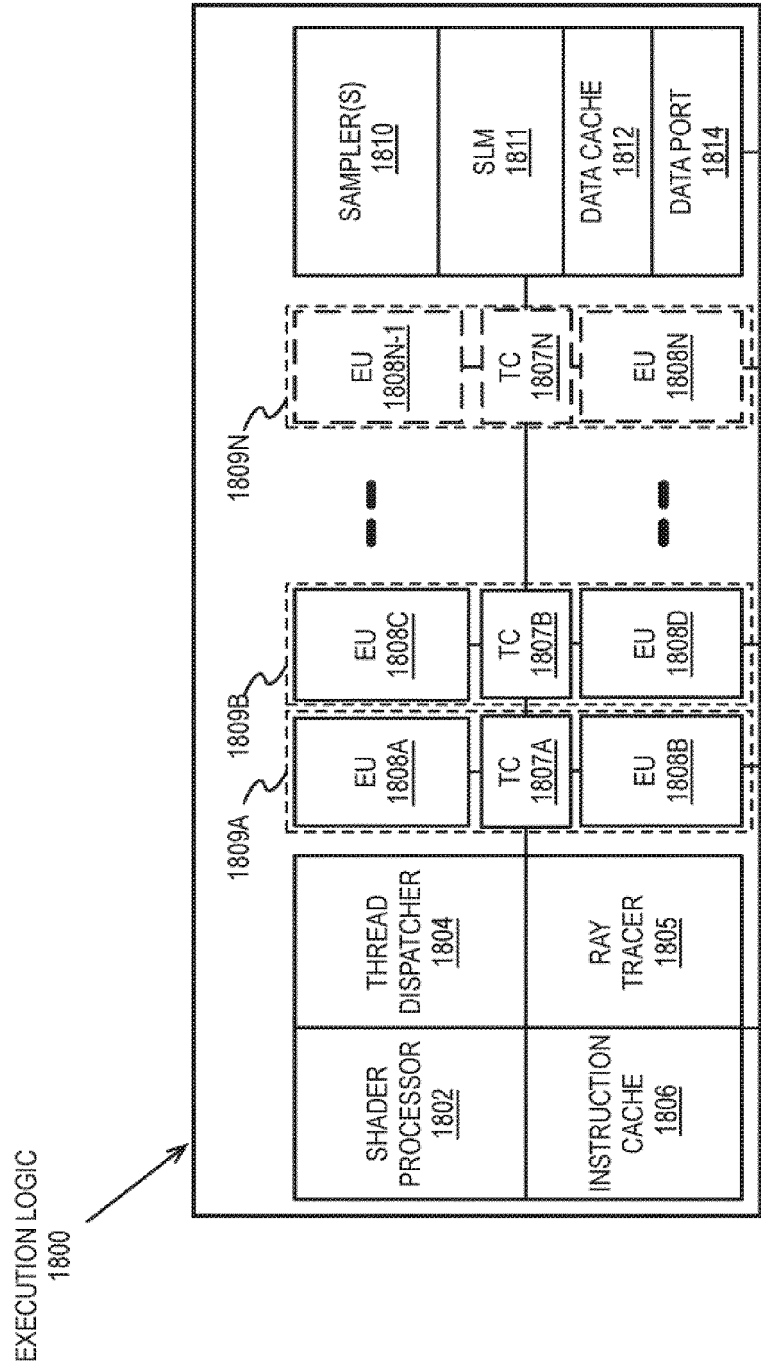 EXECUTION LOGIC
1800
1809A
1809B
1809N
SHADER
PROCESSOR
1802
THREAD
DISPATCHER
1804
INSTRUCTION
CACHE
1806
RAY
TRACER
1805
EU
1808A
TC
1807A
EU
1808B
EU
1808C
TC
1807B
EU
1808D
EU
1808N-1
TC
1807N
EU
1808N
SAMPLER(S)
1810
SLM
1811
DATA CACHE
1812
DATA PORT
1814